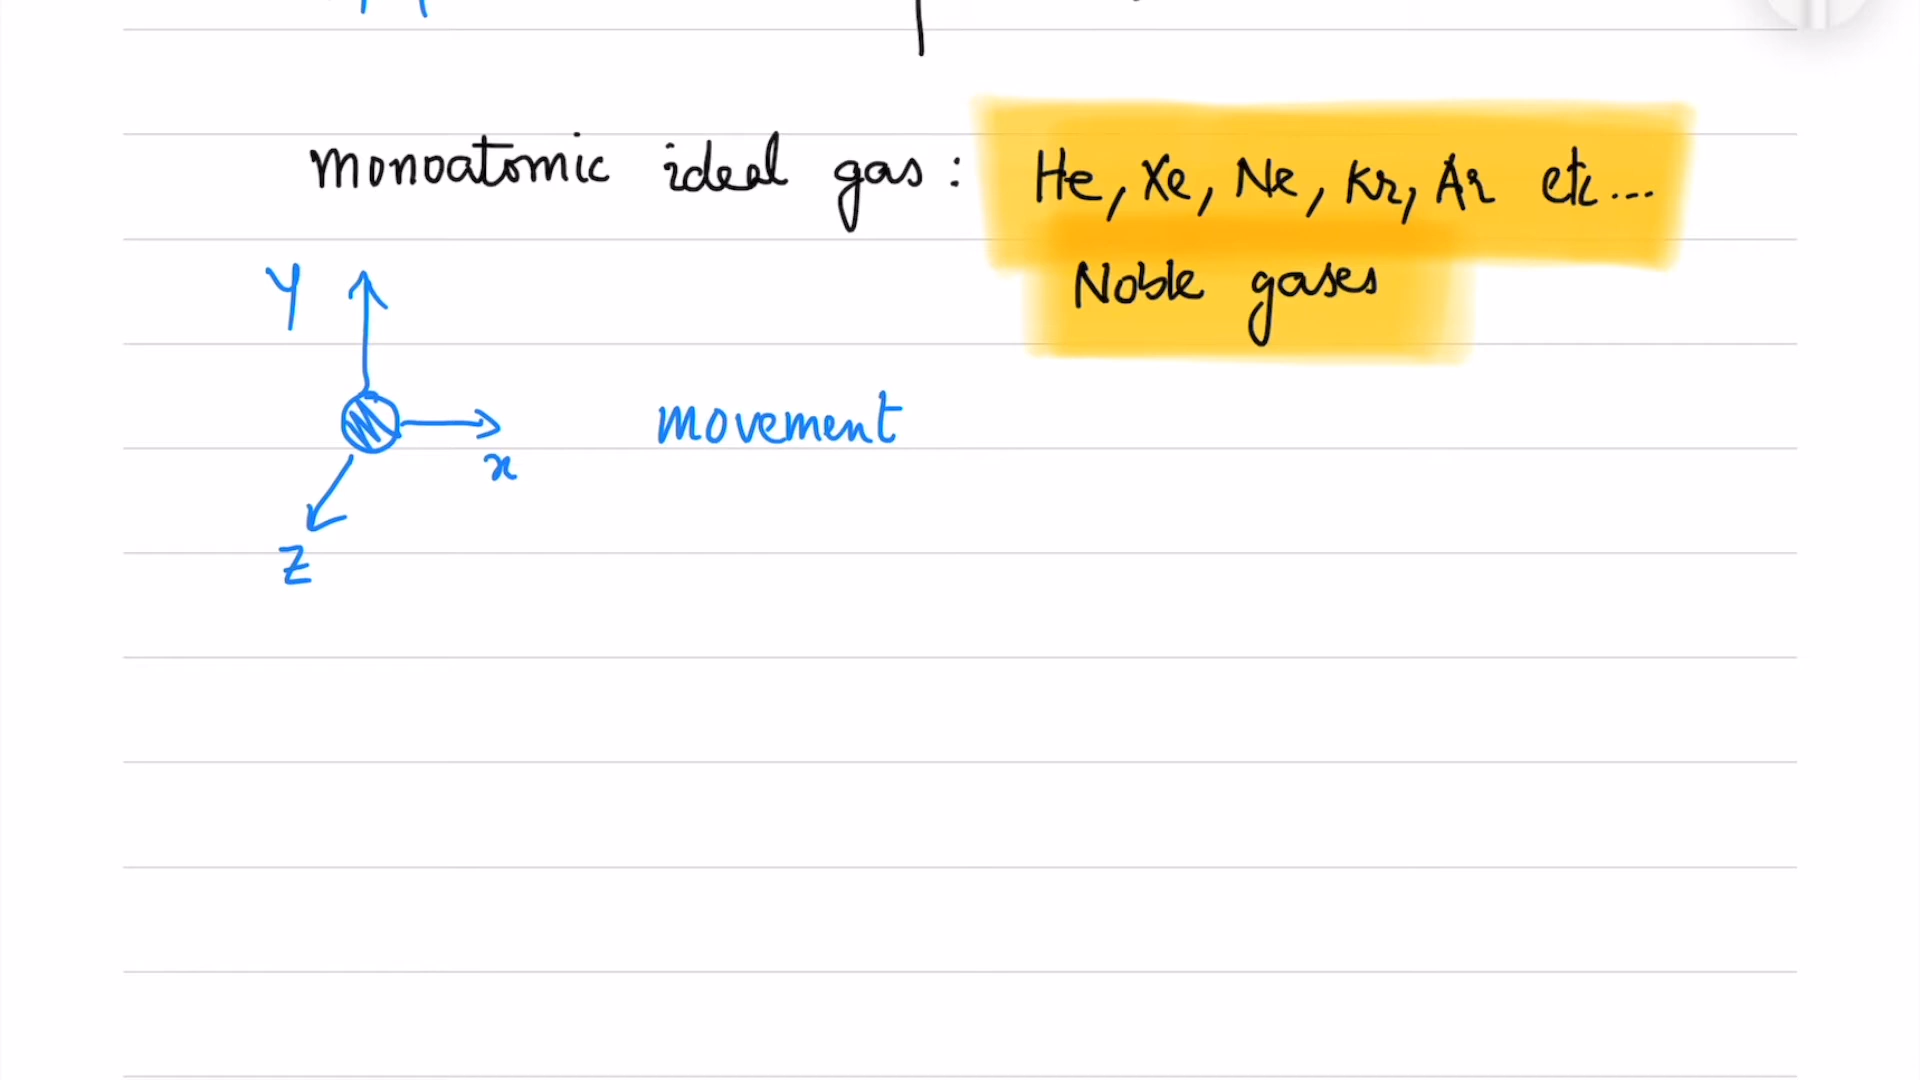 monoatomic ideal gas : He, Xe, Ne, Kr, Ar etc...
Noble gases
Y
movement
x
Z